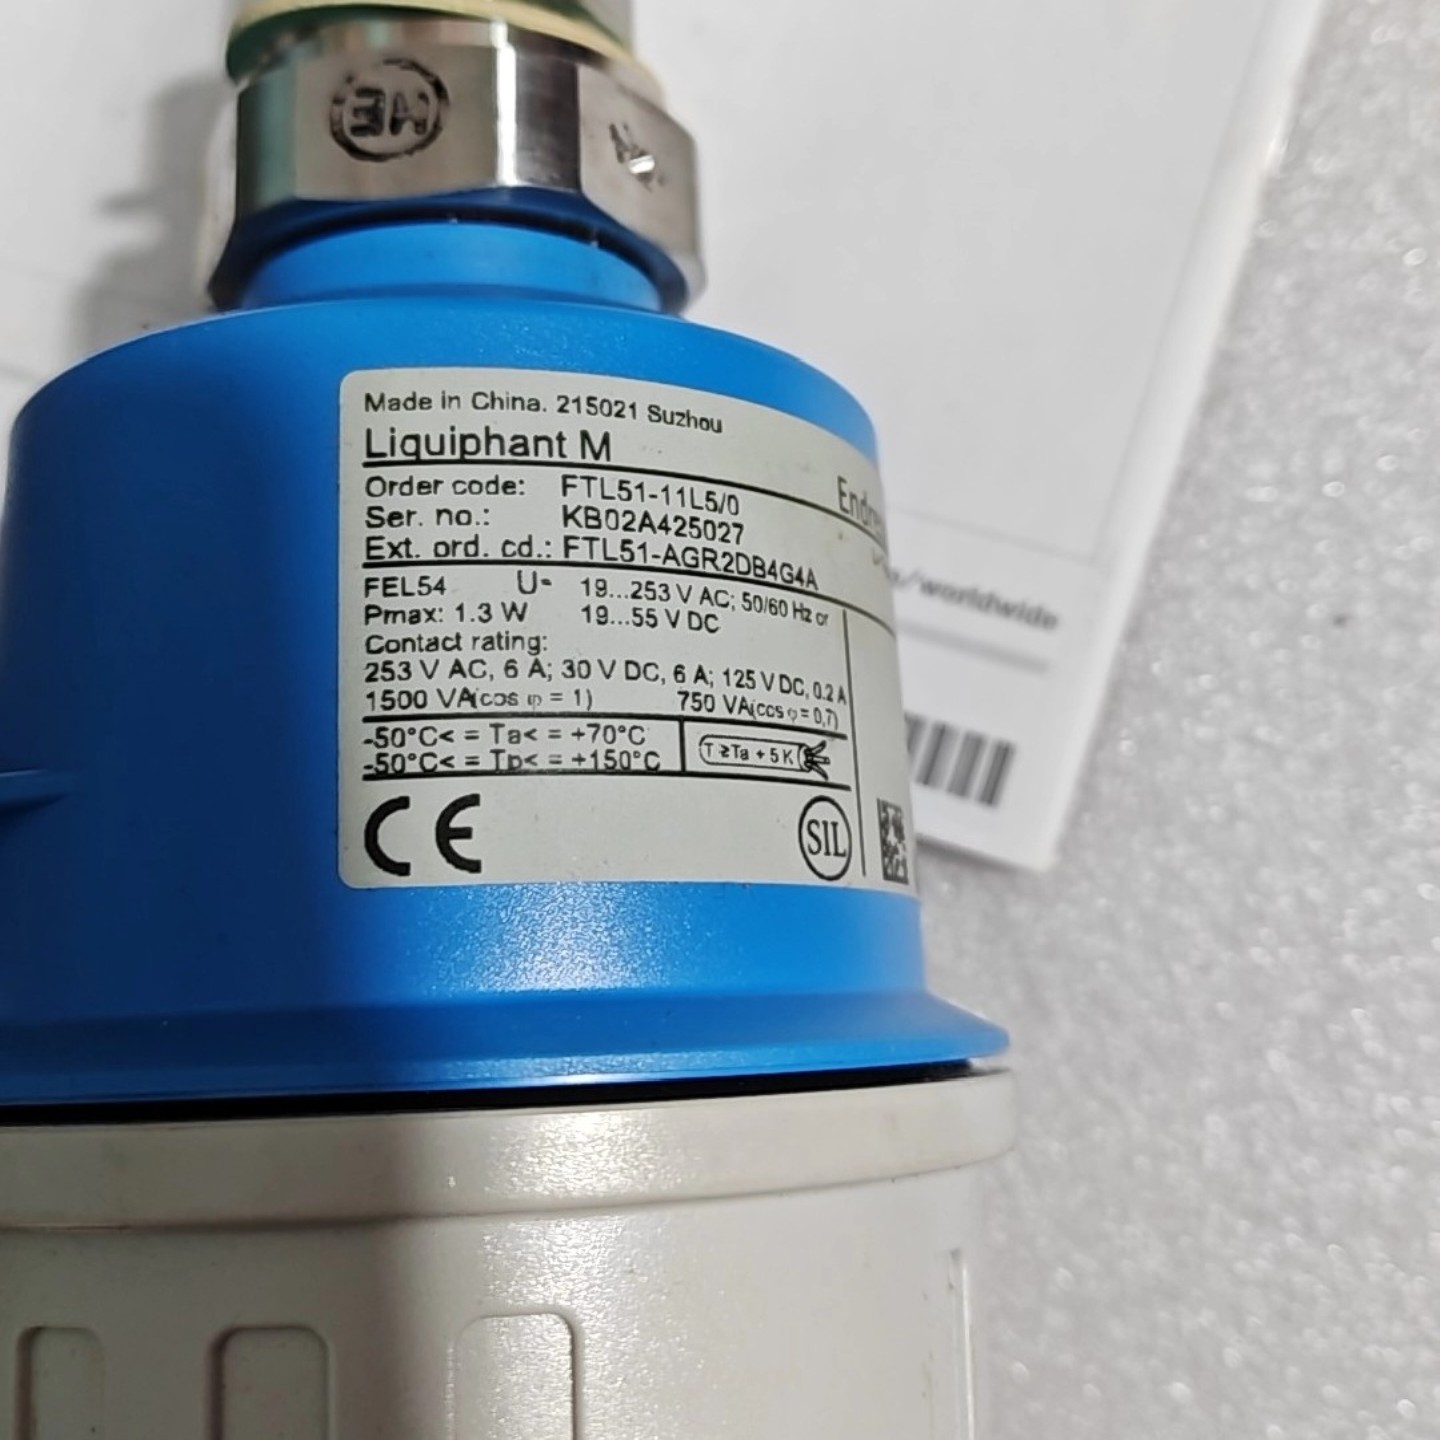 Made in China. 215021 Suzhou
Liquiphant M
Order code: FTL51-11L5/0
Ser. no.: KB02A425027
Ext. ord. cd.: FTL51-AGR2DB4G4A
FEL54 U= 19...253 V AC; 50/60 Hz or
Pmax: 1.3 W 19...55 V DC
Contact rating:
253 V AC, 6 A; 30 V DC, 6 A; 125 V DC, 0.2 A
1500 VA(cos φ = 1) 750 VA(cos φ = 0,7)
-50°C< = Ta< = +70°C
-50°C< = Tp< = +150°C
T ≥Ta + 5 K
CE
SIL
/worldwide